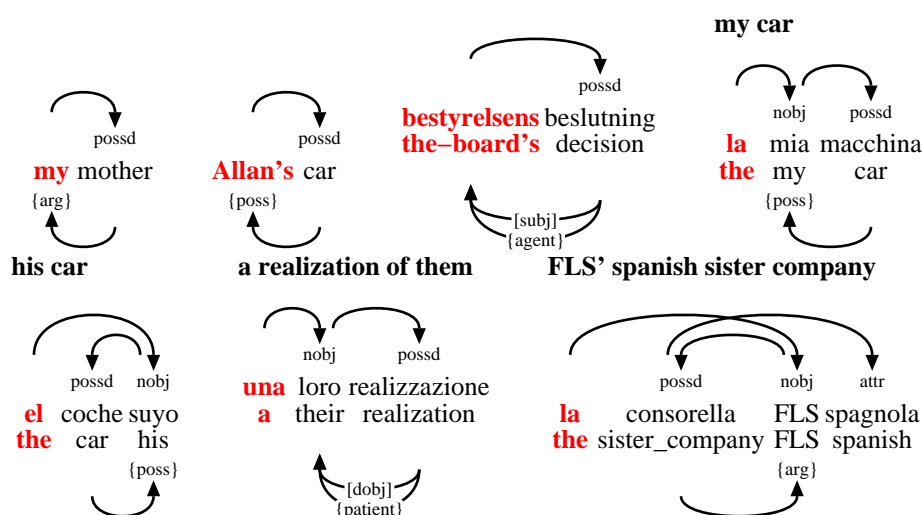 my car
possd
my mother
{arg}
possd
Allan's car
{poss}
possd
bestyrelsens beslutning
the−board's decision
[subj]
{agent}
nobj possd
la mia macchina
the my car
{poss}
his car
a realization of them
FLS' spanish sister company
possd nobj
el coche suyo
the car his
{poss}
nobj possd
una loro realizzazione
a their realization
[dobj]
{patient}
possd nobj attr
la consorella FLS spagnola
the sister_company FLS spanish
{arg}